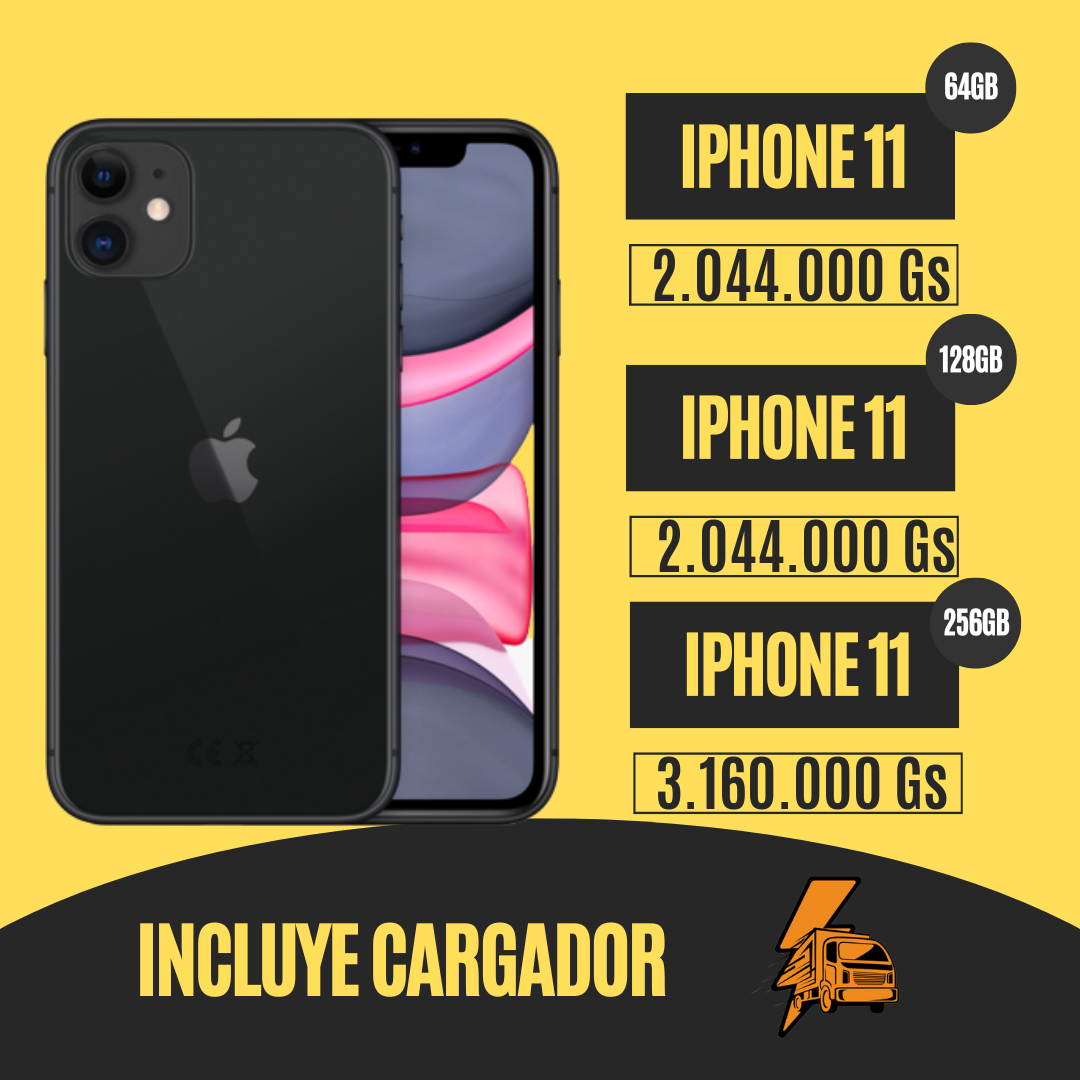 64GB
IPHONE 11
2.044.000 Gs
128GB
IPHONE 11
2.044.000 Gs
256GB
IPHONE 11
3.160.000 Gs
INCLUYE CARGADOR